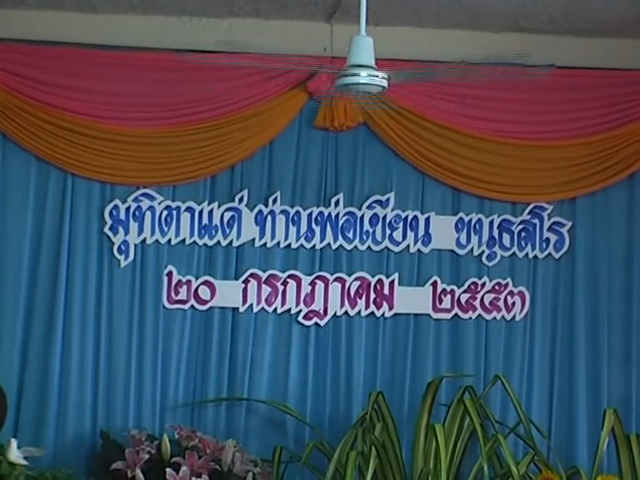 มุทิตาแด่ ท่านพ่อเขียน ขนฺธสโร
๒๐ กรกฎาคม ๒๕๕๓